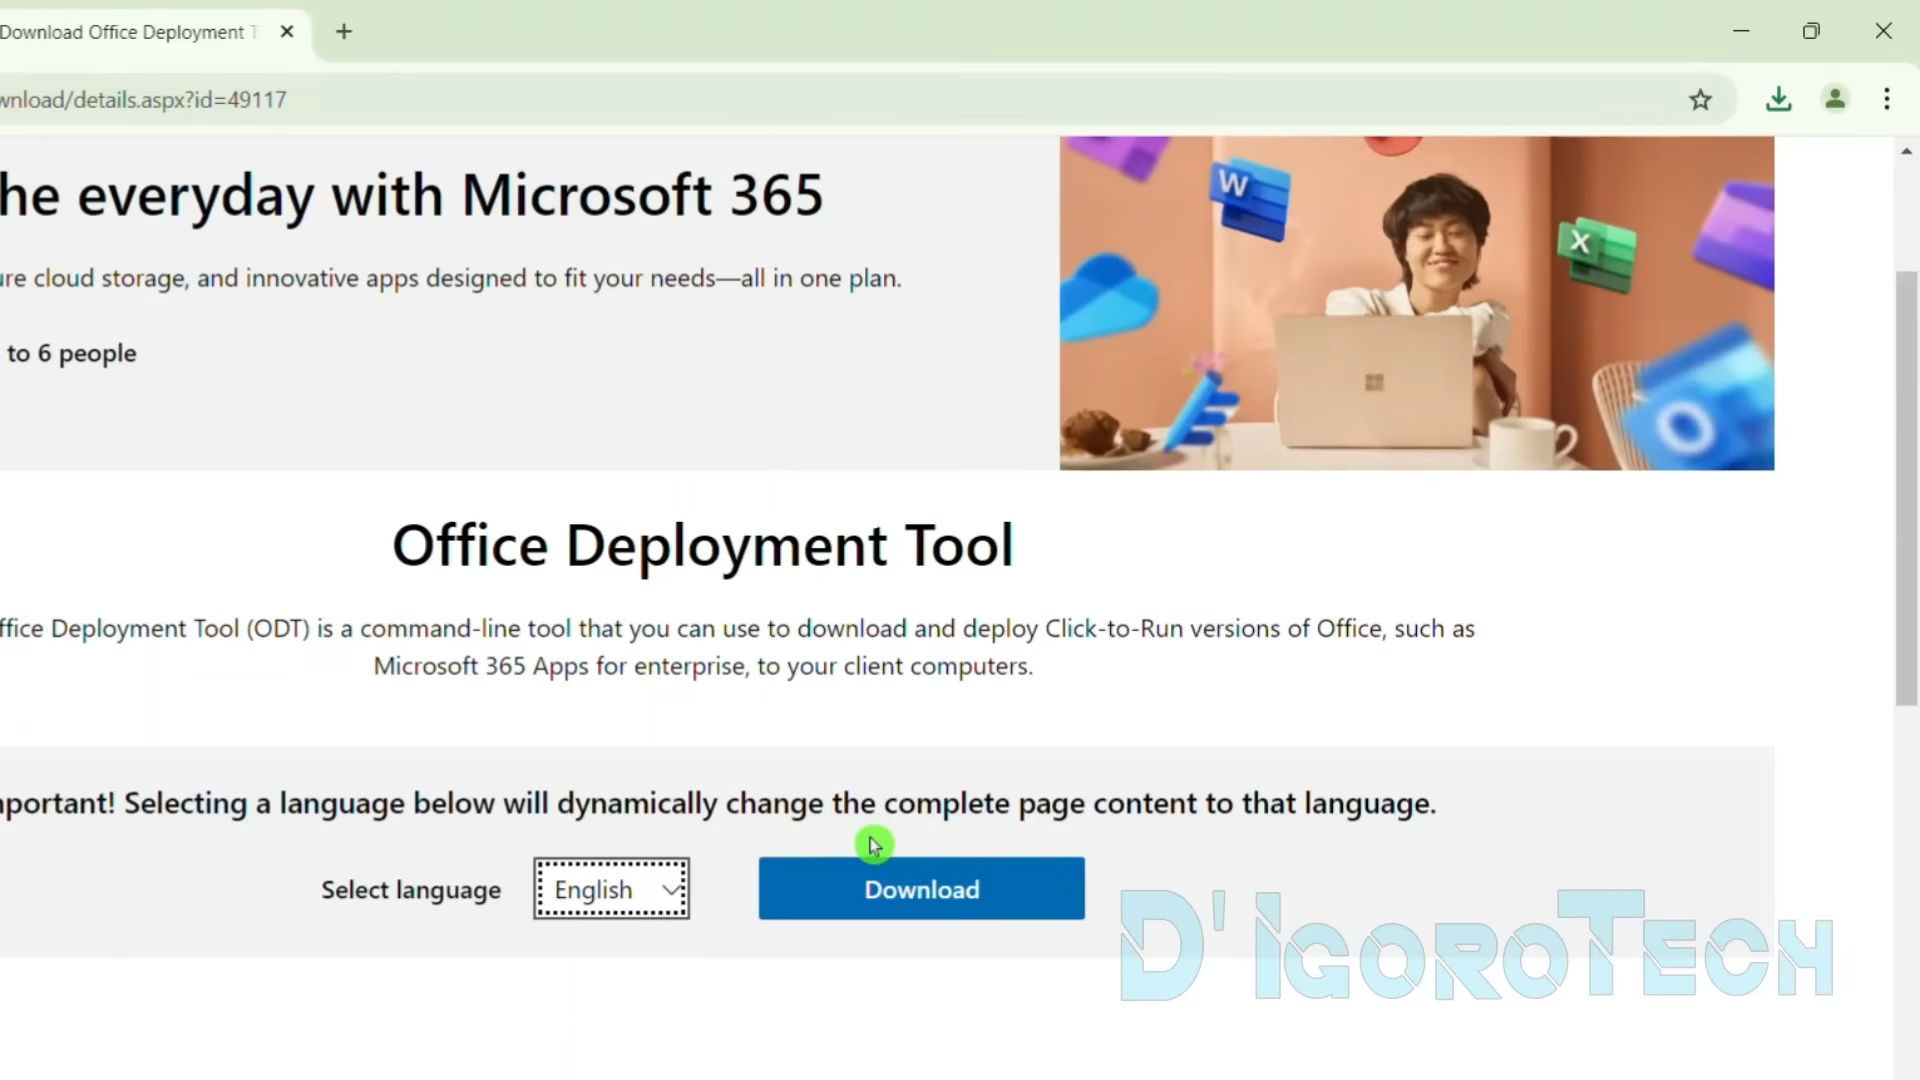 Download Office Deployment T
wnload/details.aspx?id=49117
he everyday with Microsoft 365
ure cloud storage, and innovative apps designed to fit your needs—all in one plan.
to 6 people
W
X
O
Office Deployment Tool
ffice Deployment Tool (ODT) is a command-line tool that you can use to download and deploy Click-to-Run versions of Office, such as
Microsoft 365 Apps for enterprise, to your client computers.
mportant! Selecting a language below will dynamically change the complete page content to that language.
Select language
English
Download
D'IGOROTECH